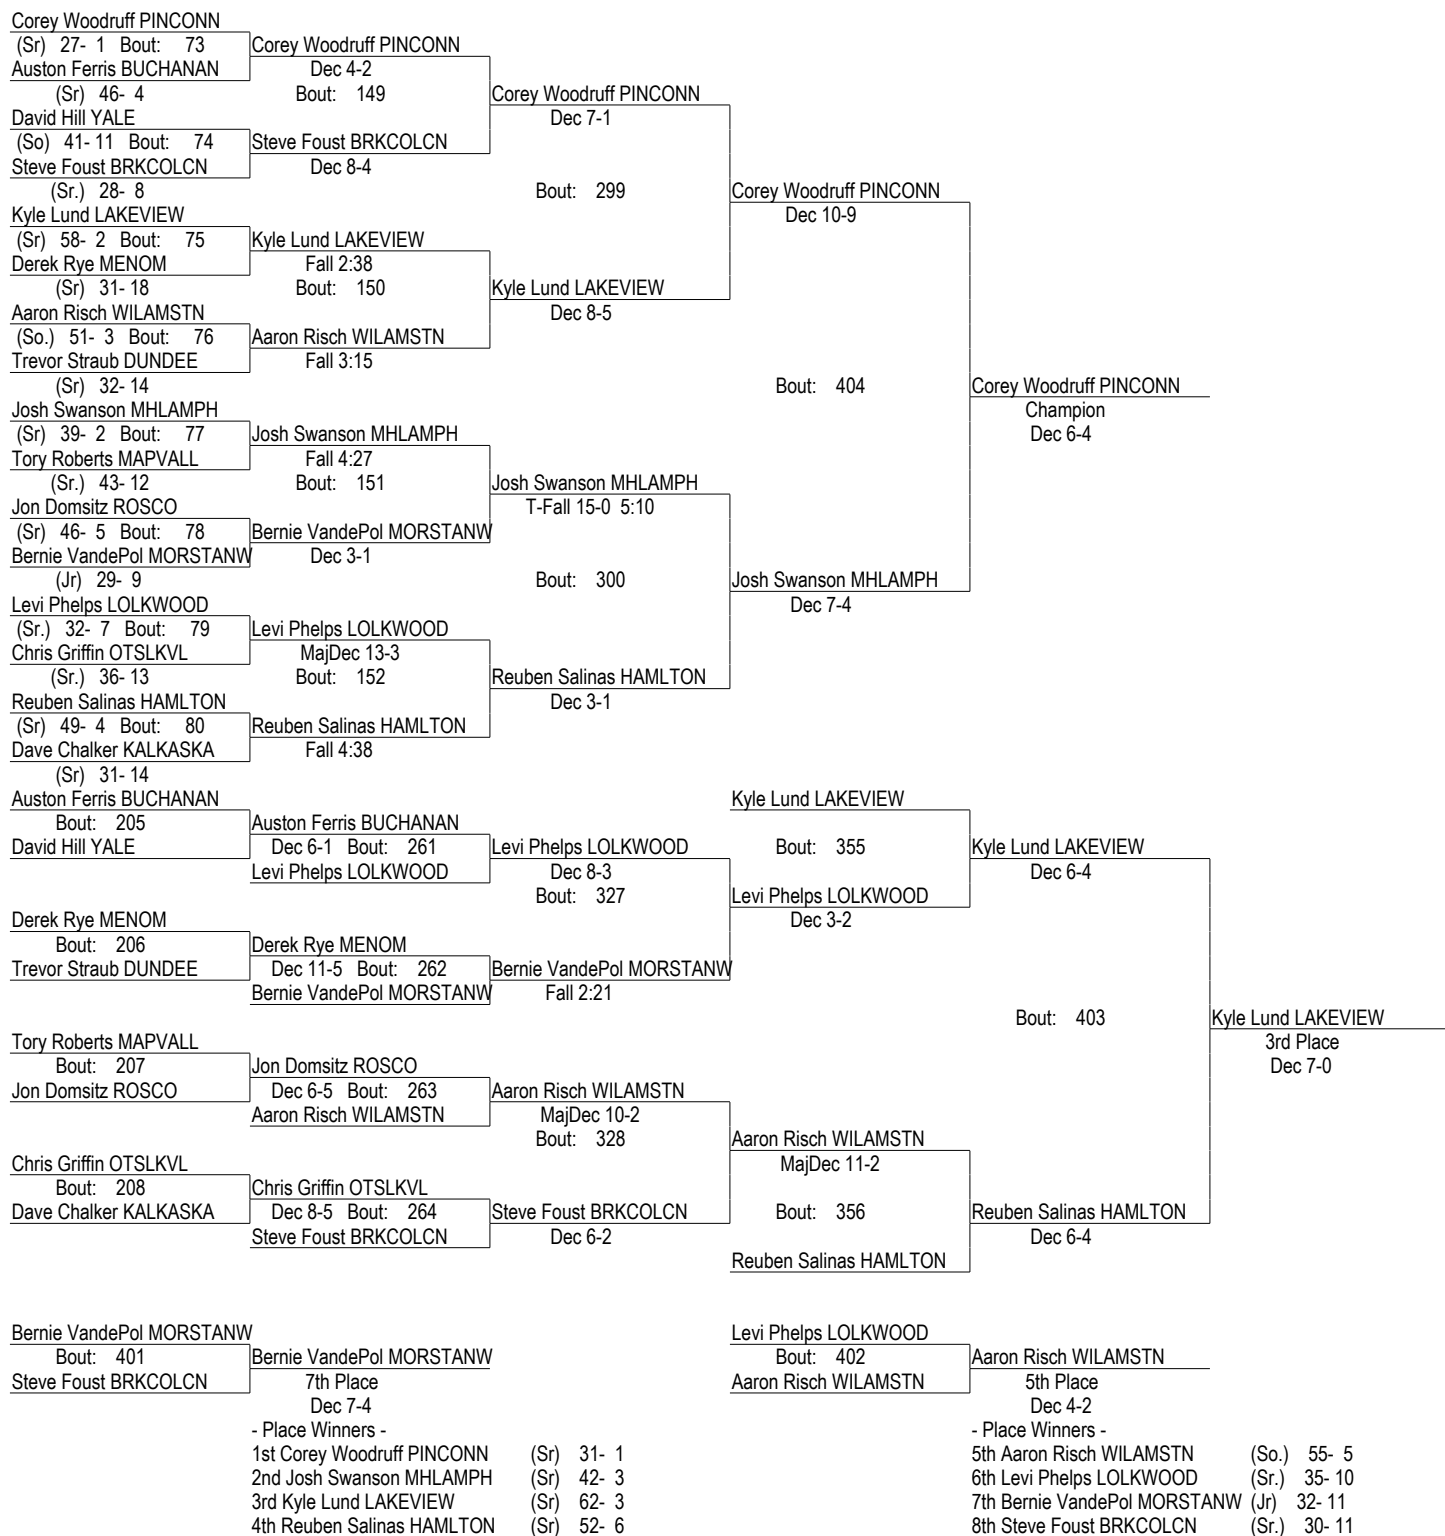 Corey Woodruff PINCONN
(Sr) 27- 1 Bout: 73 Corey Woodruff PINCONN
Auston Ferris BUCHANAN Dec 4-2
(Sr) 46- 4 Bout: 149 Corey Woodruff PINCONN
David Hill YALE Dec 7-1
(So) 41- 11 Bout: 74 Steve Foust BRKCOLCN
Steve Foust BRKCOLCN Dec 8-4
(Sr.) 28- 8 Bout: 299 Corey Woodruff PINCONN
Kyle Lund LAKEVIEW Dec 10-9
(Sr) 58- 2 Bout: 75 Kyle Lund LAKEVIEW
Derek Rye MENOM Fall 2:38
(Sr) 31- 18 Bout: 150 Kyle Lund LAKEVIEW
Aaron Risch WILAMSTN Dec 8-5
(So.) 51- 3 Bout: 76 Aaron Risch WILAMSTN
Trevor Straub DUNDEE Fall 3:15
(Sr) 32- 14 Bout: 404 Corey Woodruff PINCONN
Josh Swanson MHLAMPH Champion
(Sr) 39- 2 Bout: 77 Josh Swanson MHLAMPH Dec 6-4
Tory Roberts MAPVALL Fall 4:27
(Sr.) 43- 12 Bout: 151 Josh Swanson MHLAMPH
Jon Domsitz ROSCO T-Fall 15-0 5:10
(Sr) 46- 5 Bout: 78 Bernie VandePol MORSTANW
Bernie VandePol MORSTANW Dec 3-1
(Jr) 29- 9 Bout: 300 Josh Swanson MHLAMPH
Levi Phelps LOLKWOOD Dec 7-4
(Sr.) 32- 7 Bout: 79 Levi Phelps LOLKWOOD
Chris Griffin OTSLKVL MajDec 13-3
(Sr.) 36- 13 Bout: 152 Reuben Salinas HAMLTON
Reuben Salinas HAMLTON Dec 3-1
(Sr) 49- 4 Bout: 80 Reuben Salinas HAMLTON
Dave Chalker KALKASKA Fall 4:38
(Sr) 31- 14
Auston Ferris BUCHANAN Kyle Lund LAKEVIEW
Bout: 205 Auston Ferris BUCHANAN
David Hill YALE Dec 6-1 Bout: 261 Levi Phelps LOLKWOOD Bout: 355 Kyle Lund LAKEVIEW
Levi Phelps LOLKWOOD Dec 8-3 Dec 6-4
Bout: 327 Levi Phelps LOLKWOOD
Derek Rye MENOM Dec 3-2
Bout: 206 Derek Rye MENOM
Trevor Straub DUNDEE Dec 11-5 Bout: 262 Bernie VandePol MORSTANW
Bernie VandePol MORSTANW Fall 2:21
Bout: 403 Kyle Lund LAKEVIEW
Tory Roberts MAPVALL 3rd Place
Bout: 207 Jon Domsitz ROSCO Dec 7-0
Jon Domsitz ROSCO Dec 6-5 Bout: 263 Aaron Risch WILAMSTN
Aaron Risch WILAMSTN MajDec 10-2
Bout: 328 Aaron Risch WILAMSTN
Chris Griffin OTSLKVL MajDec 11-2
Bout: 208 Chris Griffin OTSLKVL
Dave Chalker KALKASKA Dec 8-5 Bout: 264 Steve Foust BRKCOLCN Bout: 356 Reuben Salinas HAMLTON
Steve Foust BRKCOLCN Dec 6-2 Dec 6-4
Reuben Salinas HAMLTON
Bernie VandePol MORSTANW Levi Phelps LOLKWOOD
Bout: 401 Bernie VandePol MORSTANW Bout: 402 Aaron Risch WILAMSTN
Steve Foust BRKCOLCN 7th Place Aaron Risch WILAMSTN 5th Place
Dec 7-4 Dec 4-2
- Place Winners - - Place Winners -
1st Corey Woodruff PINCONN (Sr) 31- 1 5th Aaron Risch WILAMSTN (So.) 55- 5
2nd Josh Swanson MHLAMPH (Sr) 42- 3 6th Levi Phelps LOLKWOOD (Sr.) 35- 10
3rd Kyle Lund LAKEVIEW (Sr) 62- 3 7th Bernie VandePol MORSTANW (Jr) 32- 11
4th Reuben Salinas HAMLTON (Sr) 52- 6 8th Steve Foust BRKCOLCN (Sr.) 30- 11